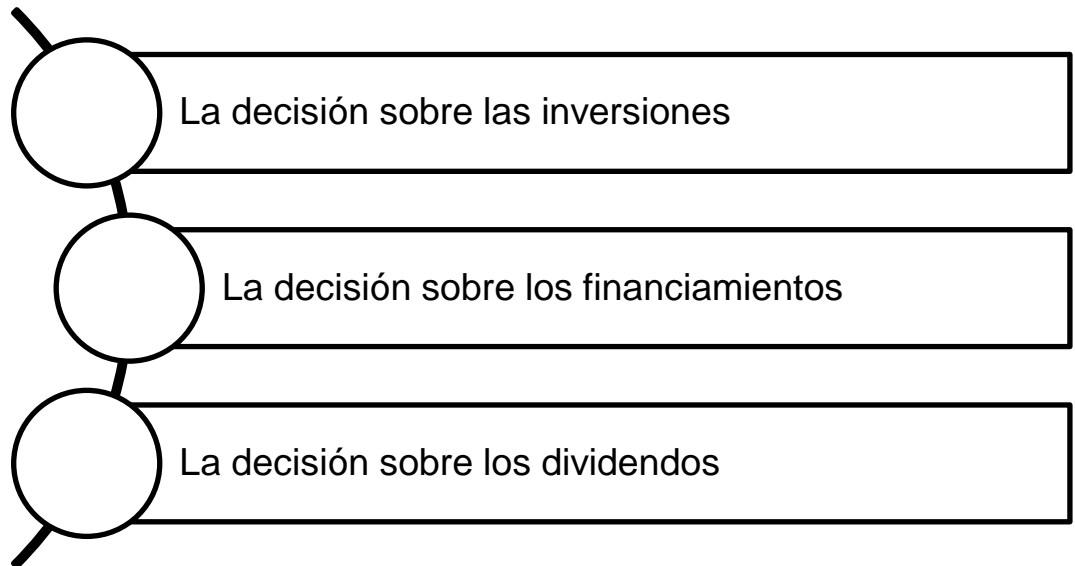 La decisión sobre las inversiones
La decisión sobre los financiamientos
La decisión sobre los dividendos